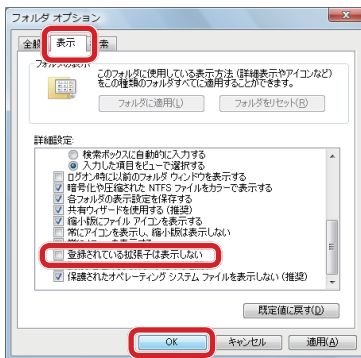 フォルダ オプション
全般 表示
このフォルダに使用している表示方法 (詳細表示やアイコンなど)
をこの種類のフォルダすべてに適用することができます。
フォルダに適用(L) フォルダをリセット(R)
詳細設定:
検索ボックスに自動的に入力する
入力した項目をビューで選択する
ログオン時に以前のフォルダ ウィンドウを表示する
暗号化や圧縮された NTFS ファイルをカラーで表示する
各フォルダの表示設定を保存する
共有ウィザードを使用する (推奨)
縮小版にファイル アイコンを表示する
常にアイコンを表示し、縮小版は表示しない
登録されている拡張子は表示しない
保護されたオペレーティング システム ファイルを表示しない (推奨)
既定値に戻す(D)
OK キャンセル 適用(A)